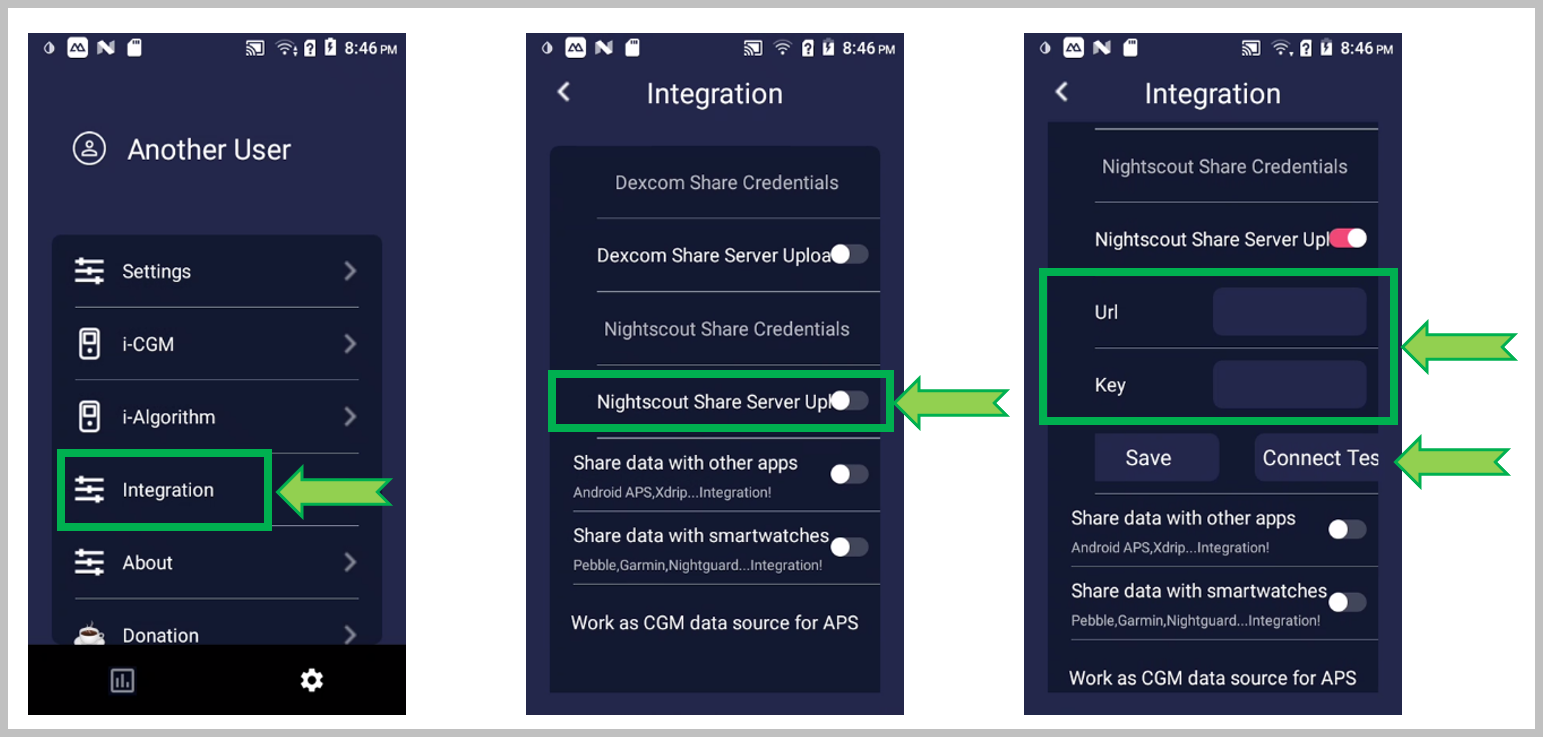 8:46 PM
Another User
Settings
i-CGM
i-Algorithm
Integration
About
Donation
8:46 PM
Integration
Dexcom Share Credentials
Dexcom Share Server Uploa
Nightscout Share Credentials
Nightscout Share Server Upl
Share data with other apps
Android APS,Xdrip...Integration!
Share data with smartwatches
Pebble,Garmin,Nightguard...Integration!
Work as CGM data source for APS
8:46 PM
Integration
Nightscout Share Credentials
Nightscout Share Server Upl
Url
Key
Save Connect Tes
Share data with other apps
Android APS,Xdrip...Integration!
Share data with smartwatches
Pebble,Garmin,Nightguard...Integration!
Work as CGM data source for APS